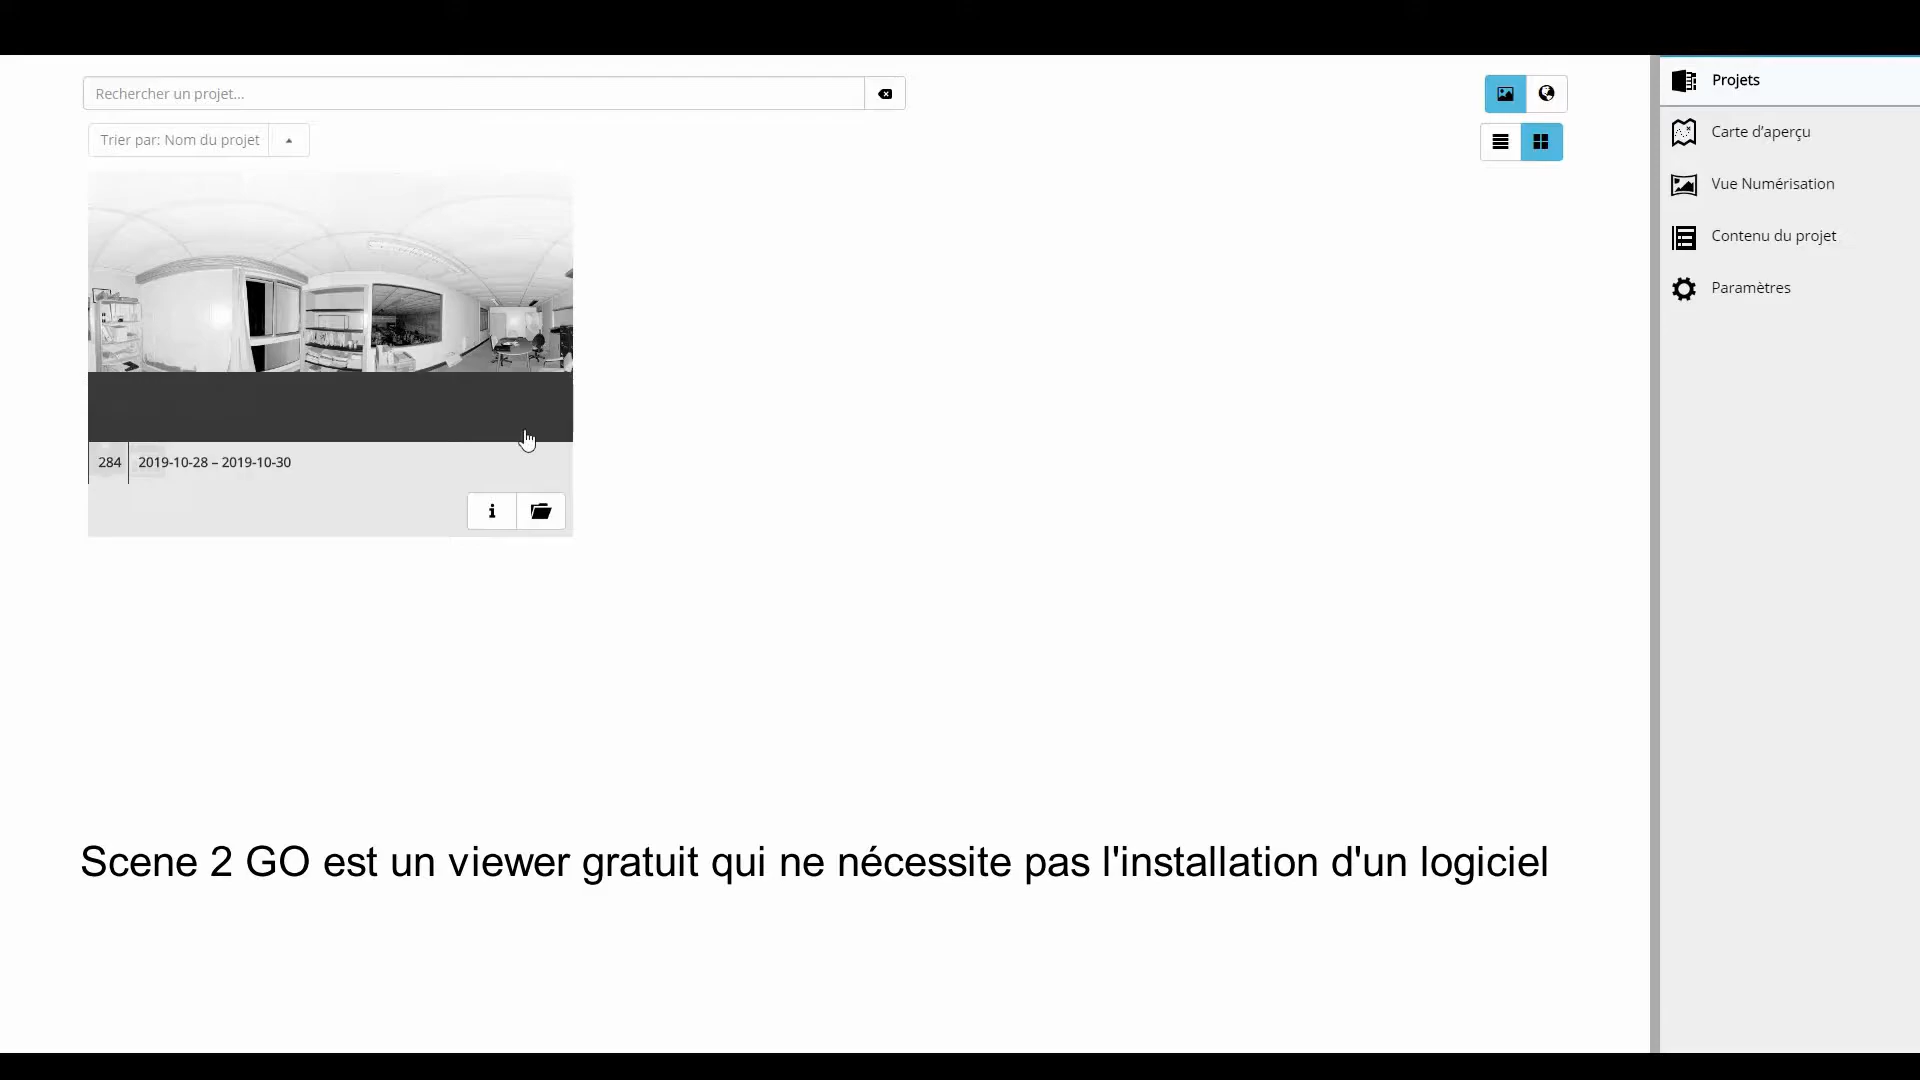 Rechercher un projet...
Trier par: Nom du projet
284
2019-10-28 – 2019-10-30
Projets
Carte d'aperçu
Vue Numérisation
Contenu du projet
Paramètres
Scene 2 GO est un viewer gratuit qui ne nécessite pas l'installation d'un logiciel